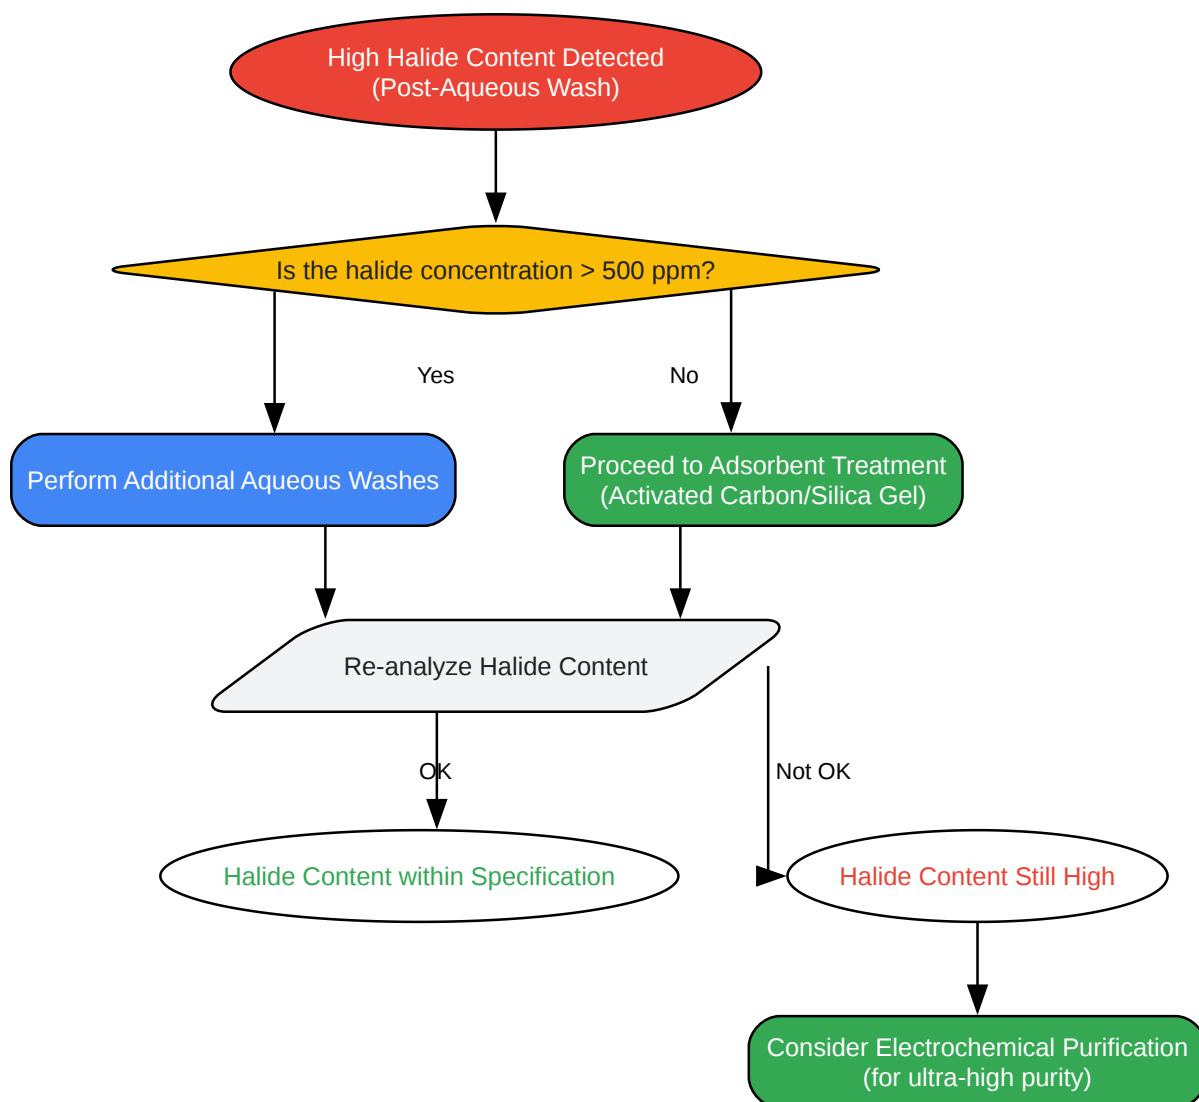 High Halide Content Detected
(Post-Aqueous Wash)
Is the halide concentration > 500 ppm?
Yes
No
Perform Additional Aqueous Washes
Proceed to Adsorbent Treatment
(Activated Carbon/Silica Gel)
Re-analyze Halide Content
OK
Not OK
Halide Content within Specification
Halide Content Still High
Consider Electrochemical Purification
(for ultra-high purity)